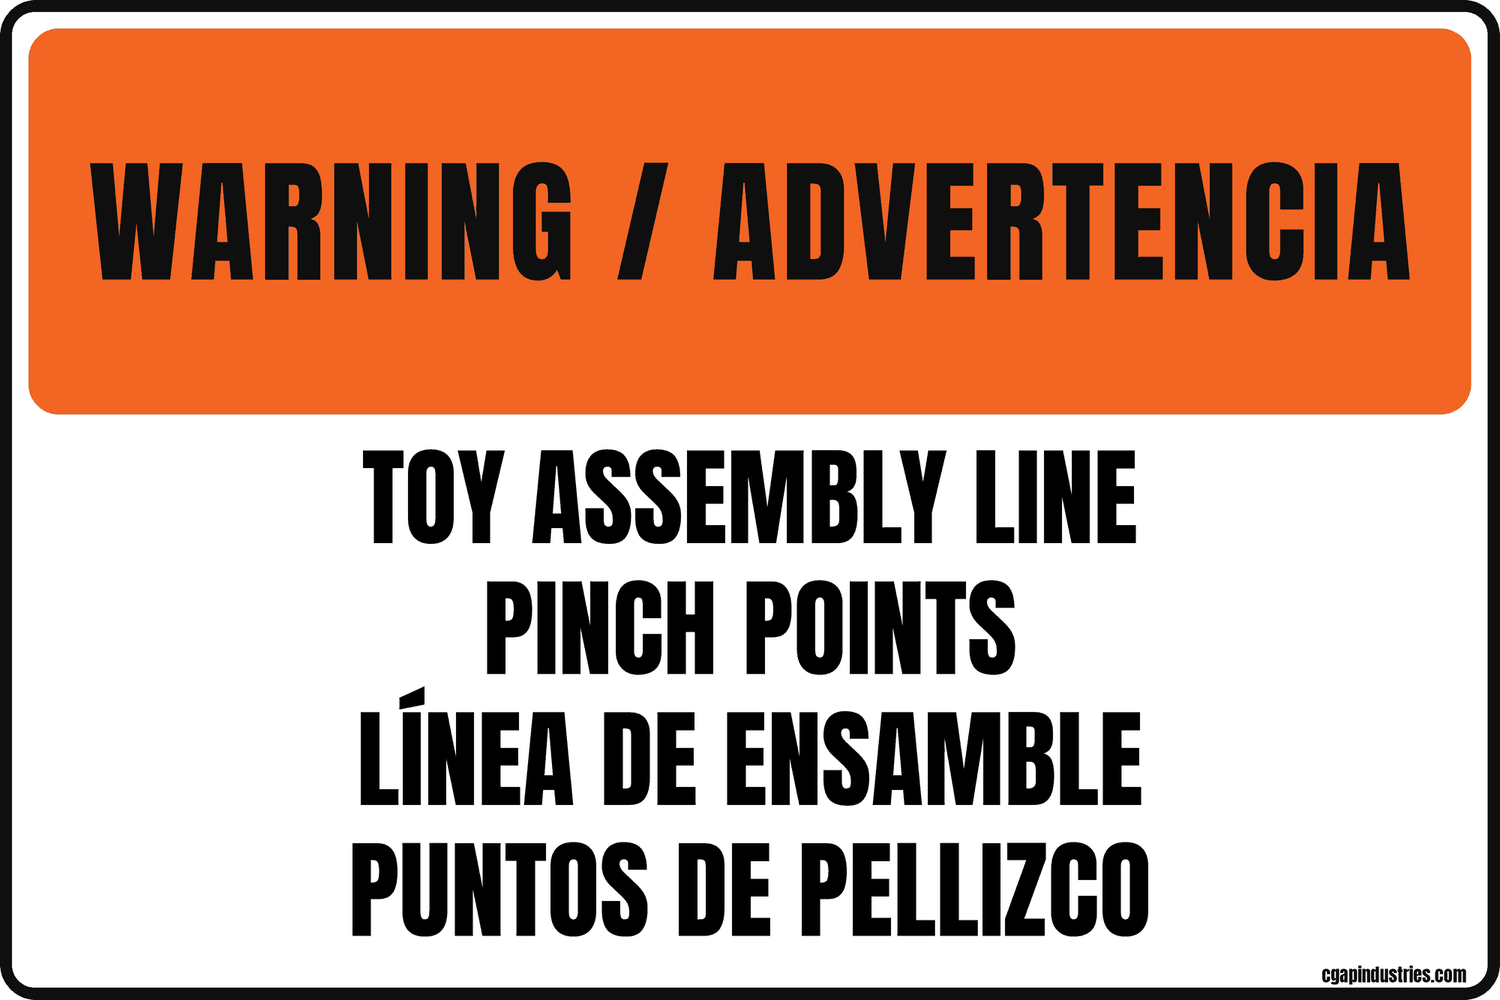 WARNING / ADVERTENCIA
TOY ASSEMBLY LINE
PINCH POINTS
LÍNEA DE ENSAMBLE
PUNTOS DE PELLIZCO
cgapindustries.com